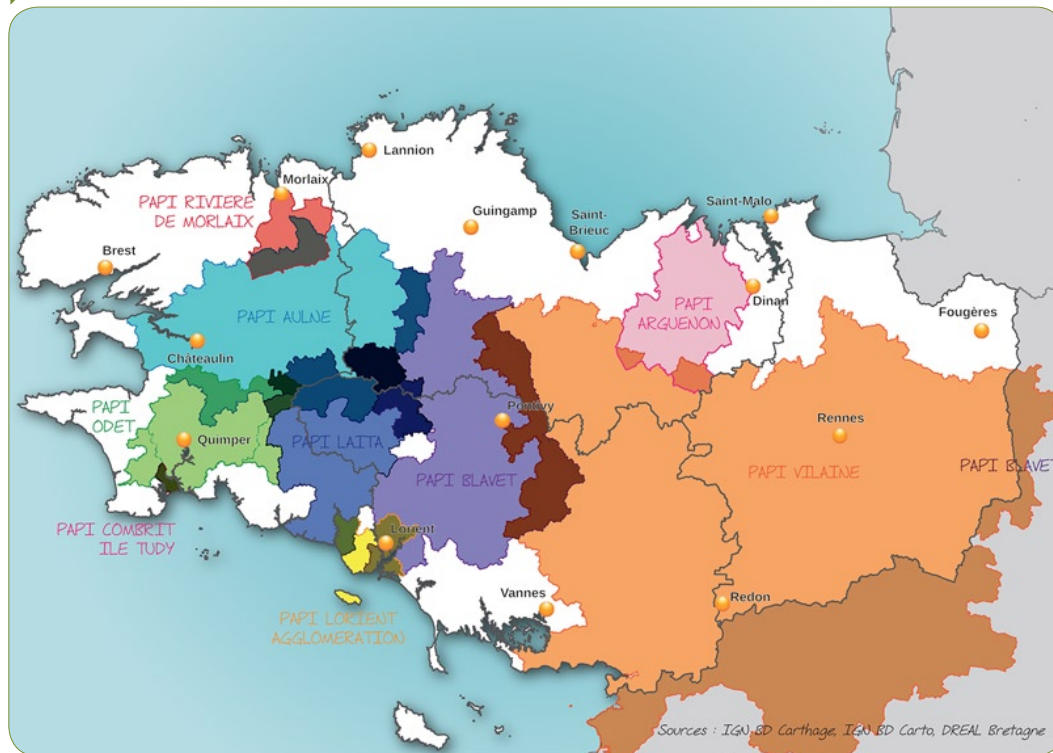 Lannion
Morlaix
PAPI RIVIERE
DE MORLAIX
Guingamp
Saint-
Brieuc
Saint-Malo
Brest
PAPI AULNE
PAPI
ARGUENON
Dinan
Fougères
Châteaulin
PAPI
ODET
Quimper
PAPI LAITA
Pontivy
Rennes
PAPI BLAVET
PAPI VILAINE
PAPI BLAVET
PAPI COMBRIT
ILE TUDY
Lorient
Vannes
Redon
PAPI LORIENT
AGGLOMERATION
Sources : IGN BD Carthage, IGN BD Carto, DREAL Bretagne